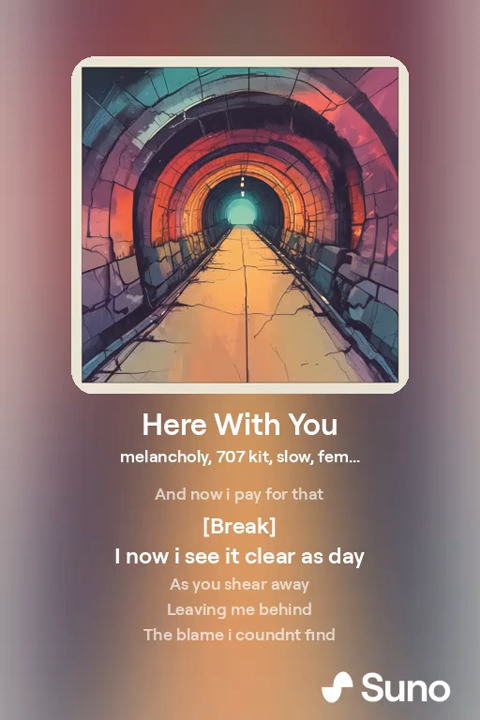 Here With You
melancholy, 707 kit, slow, fem...
And now i pay for that
[Break]
I now i see it clear as day
As you shear away
Leaving me behind
The blame i coundnt find
Suno